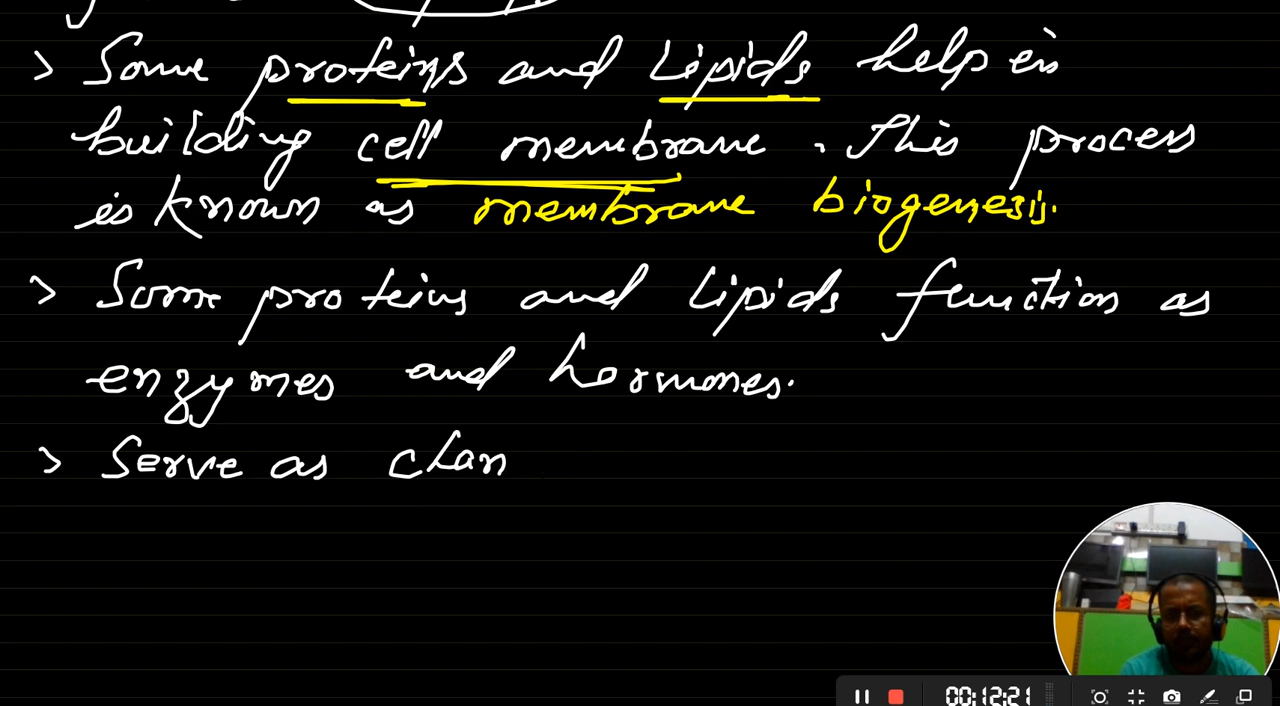 > Some proteins and Lipids help in
building cell membrane. This process
is known as membrane biogenesis.
> Some proteins and Lipids function as
enzymes and hormones.
> Serve as chan
00:12:21